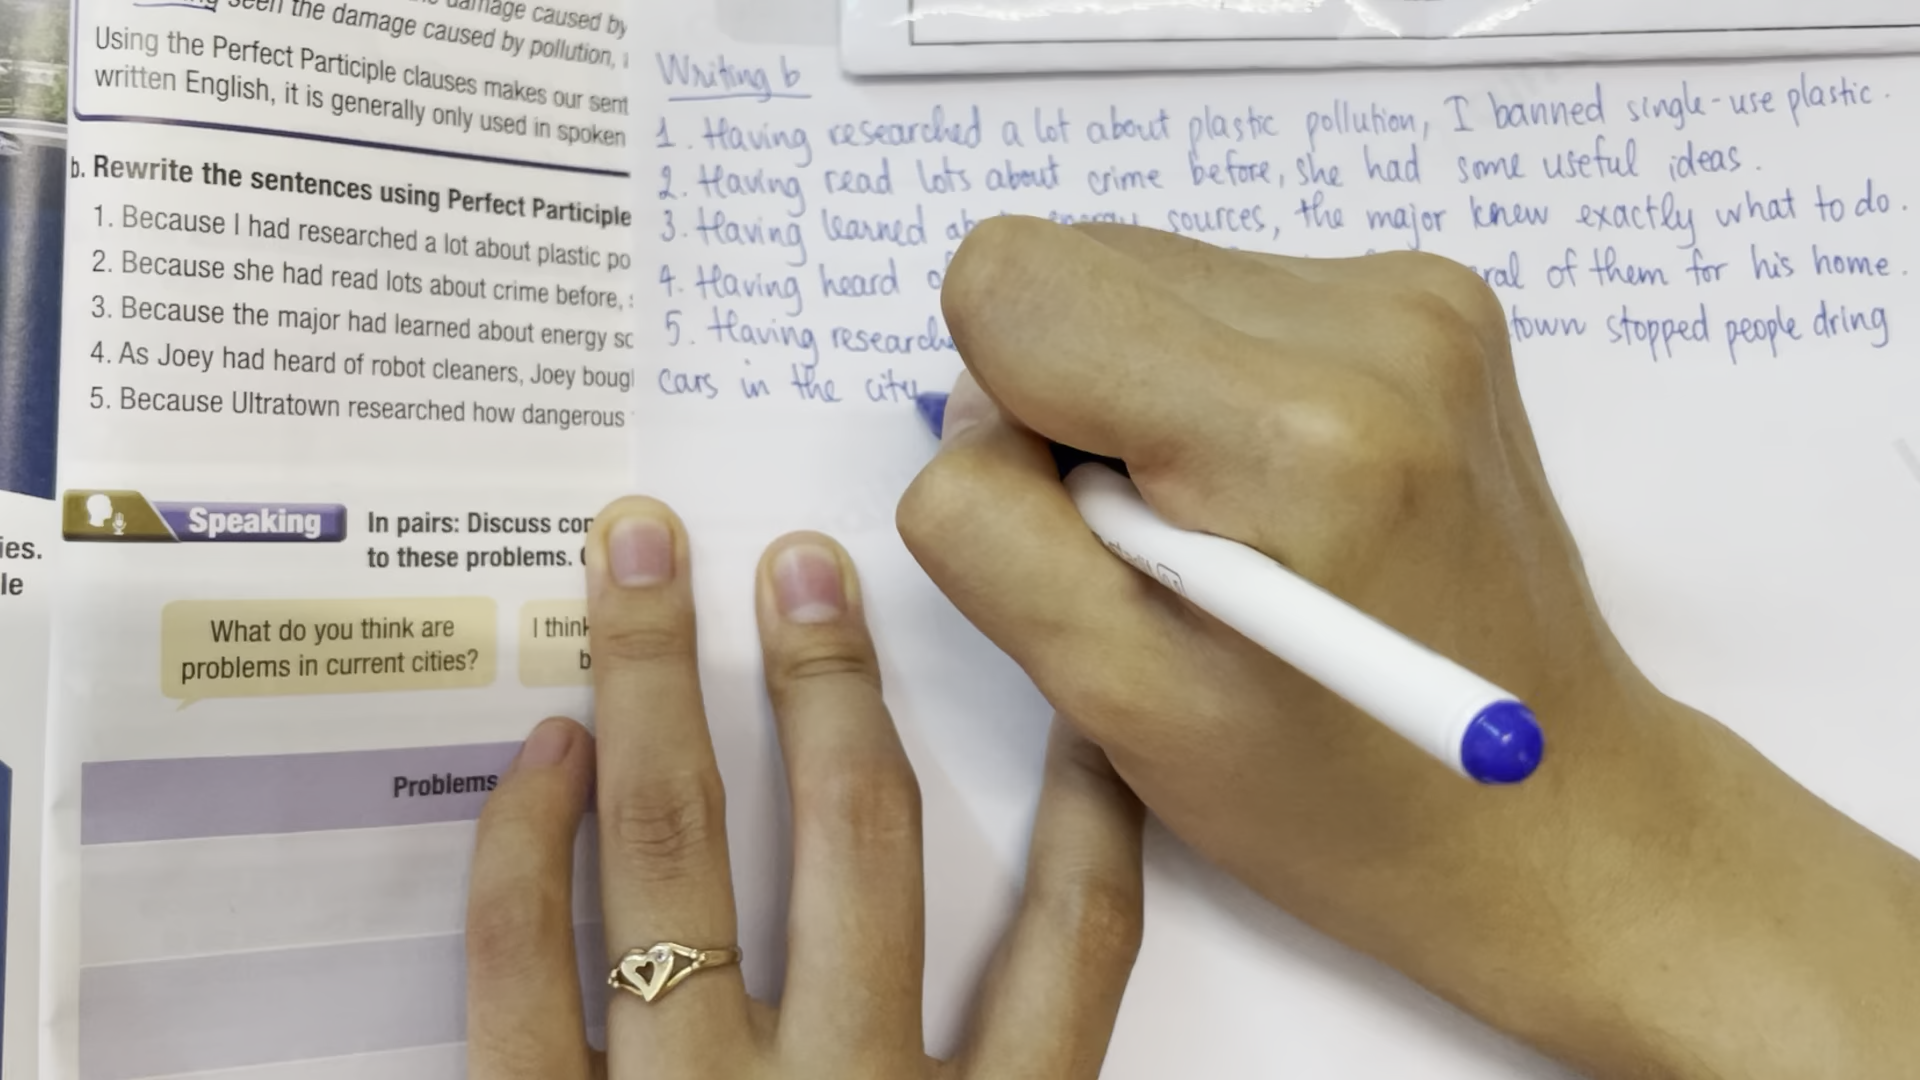 seen the damage caused by pollution,
damage caused by
Using the Perfect Participle clauses makes our sent
written English, it is generally only used in spoken
b. Rewrite the sentences using Perfect Participle
1. Because I had researched a lot about plastic po
2. Because she had read lots about crime before,
3. Because the major had learned about energy sc
4. As Joey had heard of robot cleaners, Joey boug
5. Because Ultratown researched how dangerous
Speaking
In pairs: Discuss cor
to these problems.
ies.
le
What do you think are
problems in current cities?
I think
b
Problems
Writing b
1. Having researched a lot about plastic pollution, I banned single-use plastic.
2. Having read lots about crime before, she had some useful ideas.
3. Having learned ab energy sources, the major knew exactly what to do.
4. Having heard o ral of them for his home.
5. Having researche town stopped people dring
cars in the city